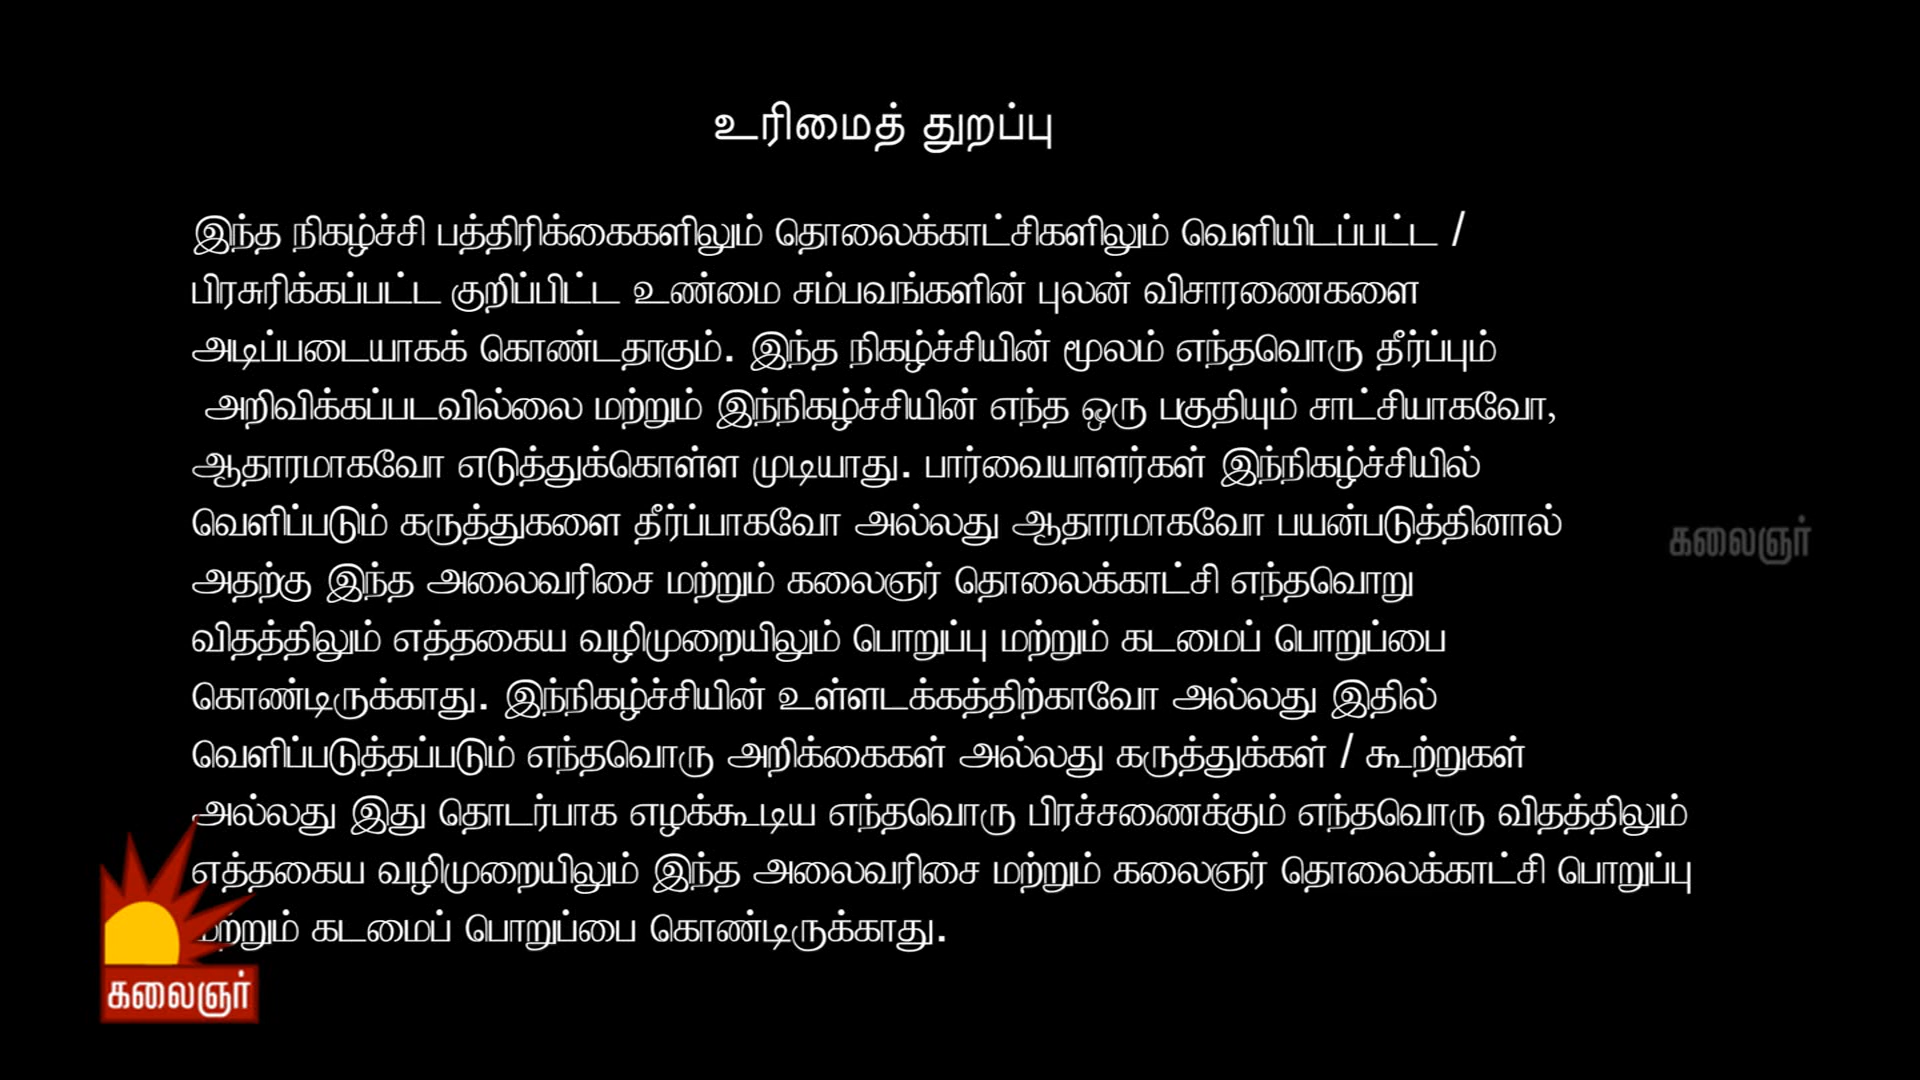 உரிமைத் துறப்பு
இந்த நிகழ்ச்சி பத்திரிக்கைகளிலும் தொலைக்காட்சிகளிலும் வெளியிடப்பட்ட /
பிரசுரிக்கப்பட்ட குறிப்பிட்ட உண்மை சம்பவங்களின் புலன் விசாரணைகளை
அடிப்படையாகக் கொண்டதாகும். இந்த நிகழ்ச்சியின் மூலம் எந்தவொரு தீர்ப்பும்
அறிவிக்கப்படவில்லை மற்றும் இந்நிகழ்ச்சியின் எந்த ஒரு பகுதியும் சாட்சியாகவோ,
ஆதாரமாகவோ எடுத்துக்கொள்ள முடியாது. பார்வையாளர்கள் இந்நிகழ்ச்சியில்
வெளிப்படும் கருத்துகளை தீர்ப்பாகவோ அல்லது ஆதாரமாகவோ பயன்படுத்தினால்
அதற்கு இந்த அலைவரிசை மற்றும் கலைஞர் தொலைக்காட்சி எந்தவொறு
விதத்திலும் எத்தகைய வழிமுறையிலும் பொறுப்பு மற்றும் கடமைப் பொறுப்பை
கொண்டிருக்காது. இந்நிகழ்ச்சியின் உள்ளடக்கத்திற்காவோ அல்லது இதில்
வெளிப்படுத்தப்படும் எந்தவொரு அறிக்கைகள் அல்லது கருத்துக்கள் / கூற்றுகள்
அல்லது இது தொடர்பாக எழக்கூடிய எந்தவொரு பிரச்சணைக்கும் எந்தவொரு விதத்திலும்
எத்தகைய வழிமுறையிலும் இந்த அலைவரிசை மற்றும் கலைஞர் தொலைக்காட்சி பொறுப்பு
மற்றும் கடமைப் பொறுப்பை கொண்டிருக்காது.
கலைஞர்
கலைஞர்